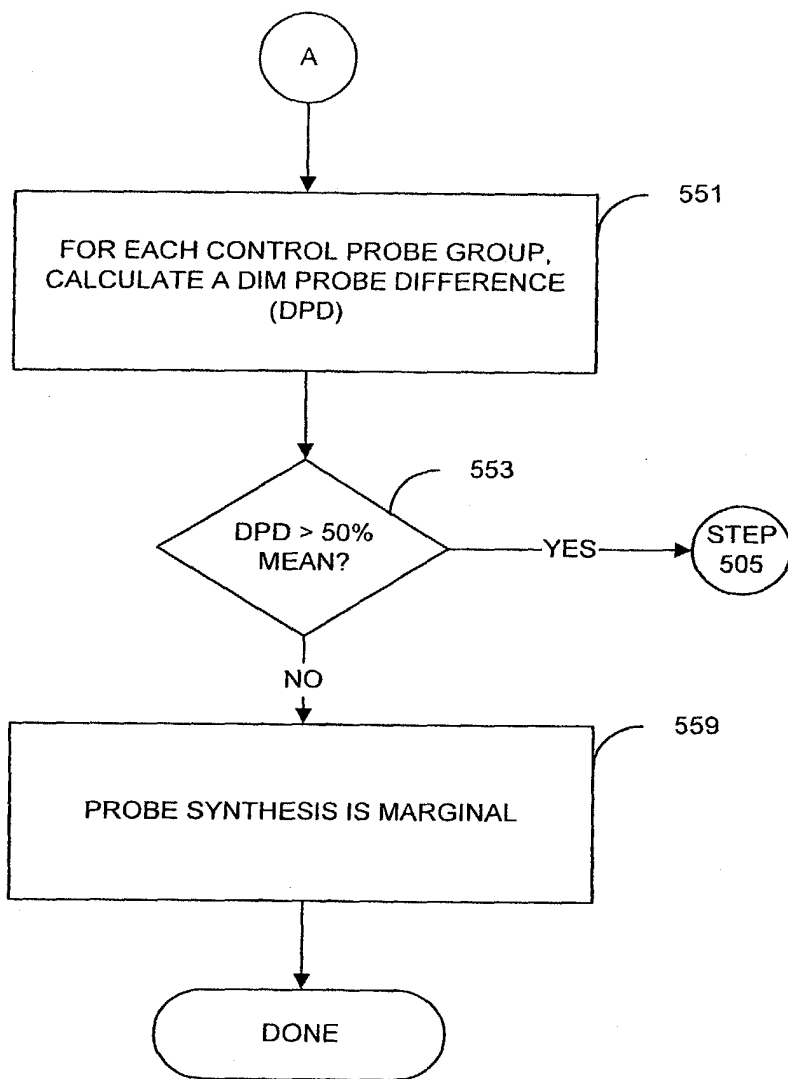 A
551
FOR EACH CONTROL PROBE GROUP,
CALCULATE A DIM PROBE DIFFERENCE
(DPD)
553
DPD > 50%
MEAN?
YES
STEP
505
NO
559
PROBE SYNTHESIS IS MARGINAL
DONE